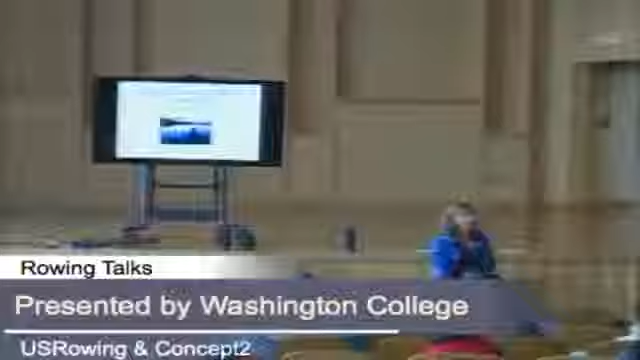 Rowing Talks
Presented by Washington College
USRowing & Concept2